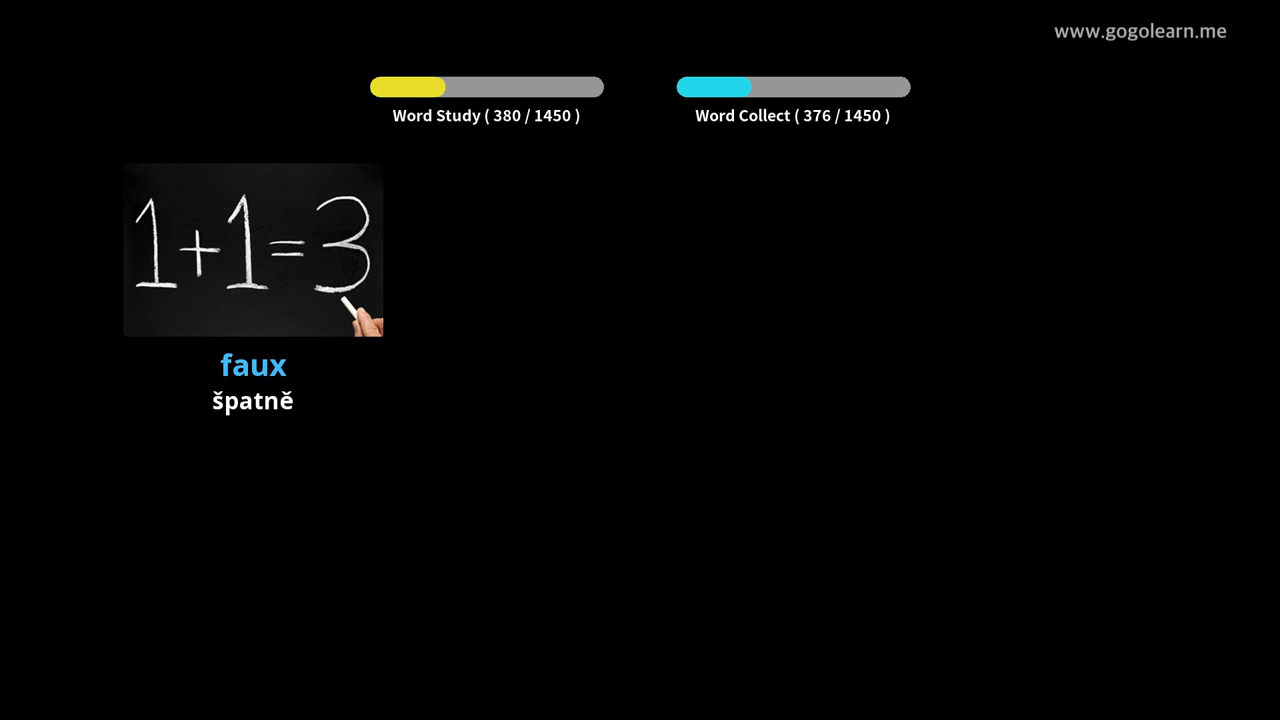 www.gogolearn.me
Word Study ( 380 / 1450 )
Word Collect ( 376 / 1450 )
1+1=3
faux
špatně